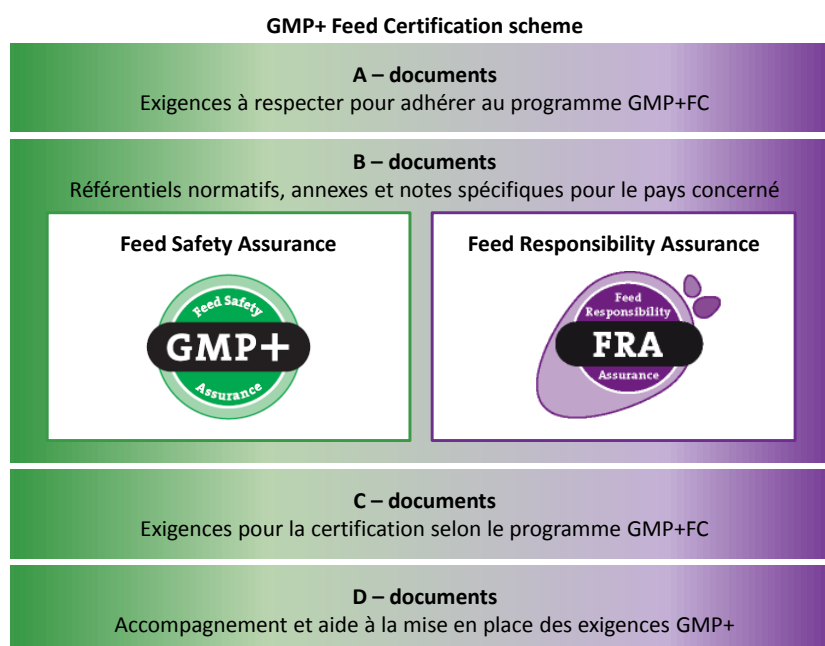 GMP+ Feed Certification scheme
A – documents
Exigences à respecter pour adhérer au programme GMP+FC
B – documents
Référentiels normatifs, annexes et notes spécifiques pour le pays concerné
Feed Safety Assurance
Feed Safety
GMP+
Assurance
Feed Responsibility Assurance
Feed
Responsibility
FRA
Assurance
C – documents
Exigences pour la certification selon le programme GMP+FC
D – documents
Accompagnement et aide à la mise en place des exigences GMP+